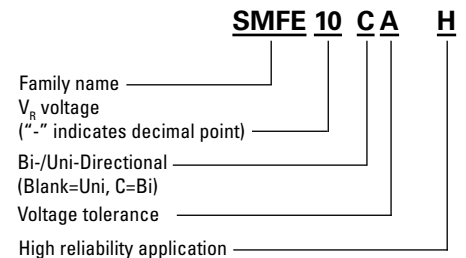 SMFE 10 C A H
Family name
VR voltage
(“-” indicates decimal point)
Bi-/Uni-Directional
(Blank=Uni, C=Bi)
Voltage tolerance
High reliability application